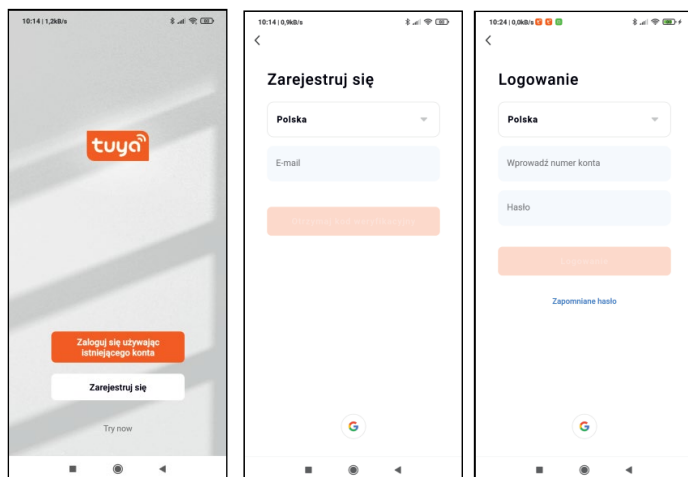 10:14 | 1,2kB/s
tuya
Zaloguj się używając
istniejącego konta
Zarejestruj się
Try now
10:14 | 0,9kB/s
Zarejestruj się
Polska
E-mail
10:24 | 0,0kB/s
Logowanie
Polska
Wprowadź numer konta
Hasło
Zapomniane hasło